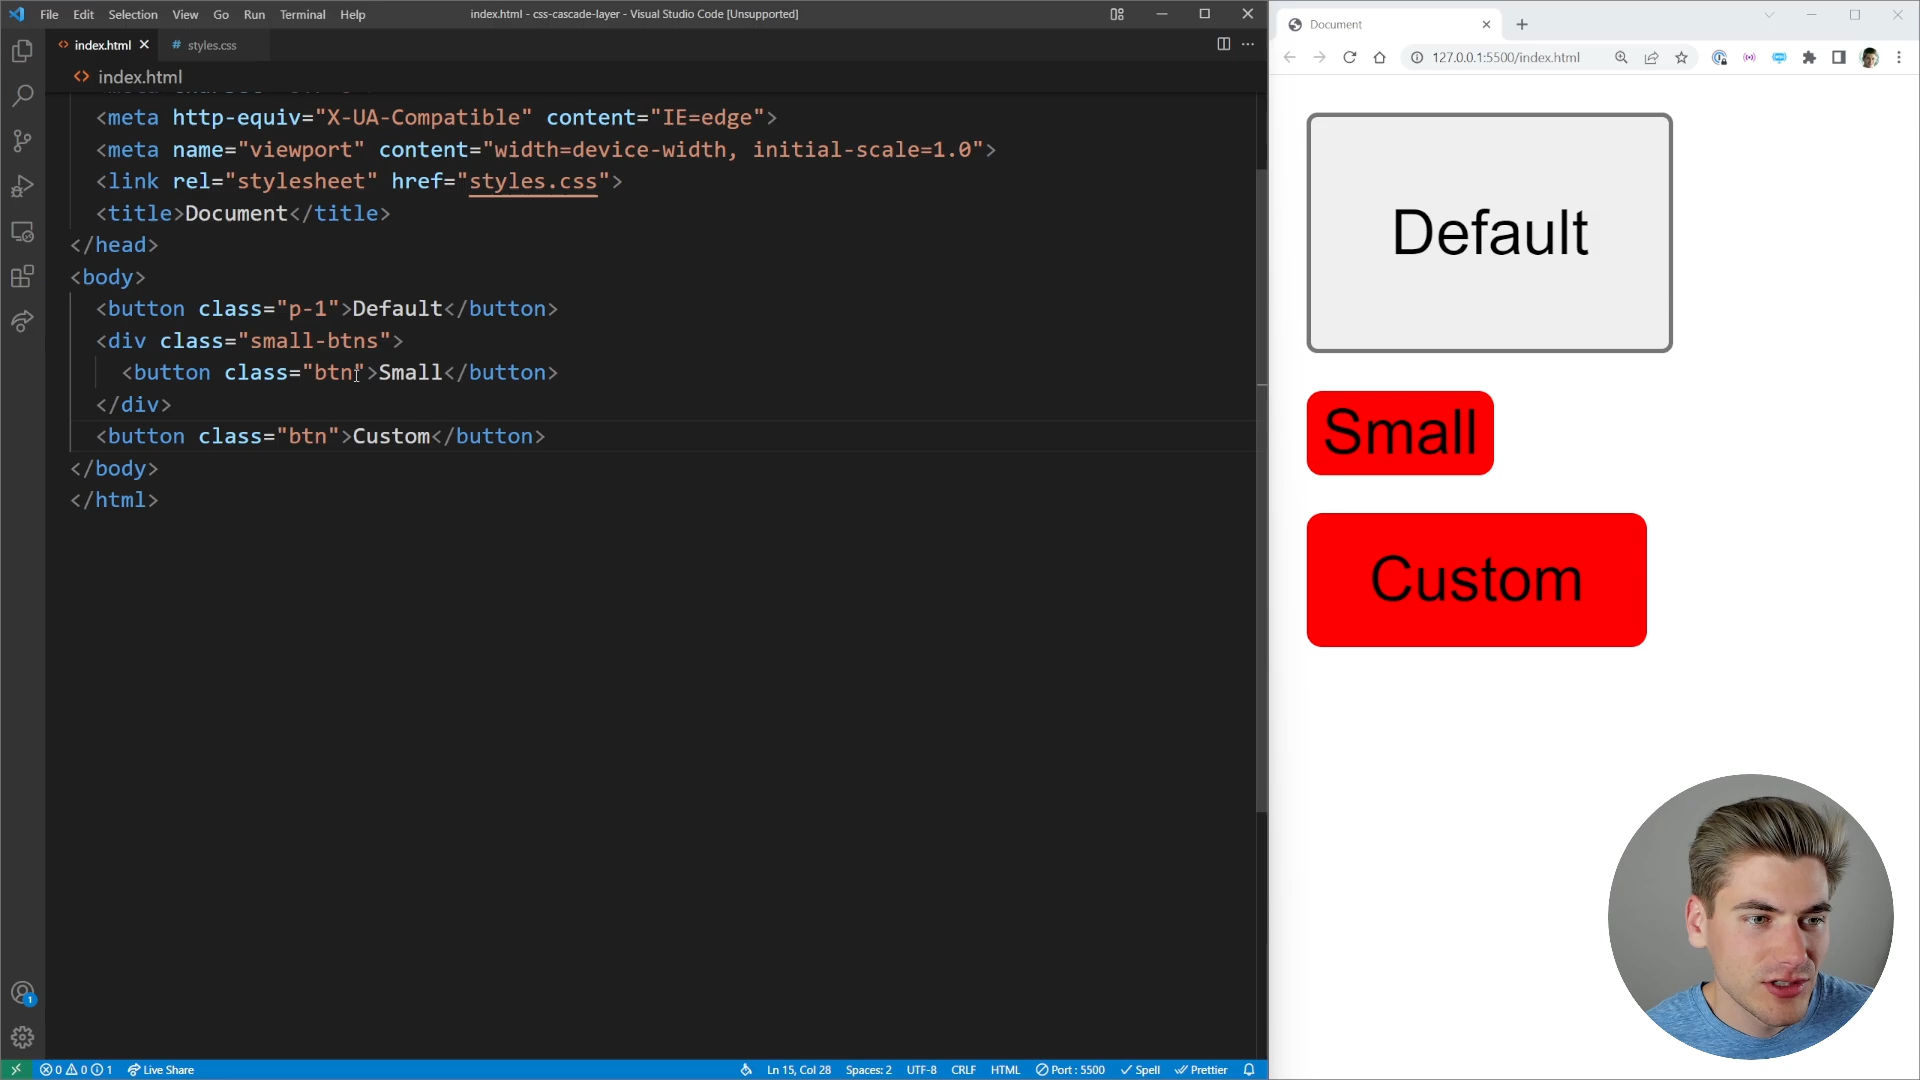 File Edit Selection View Go Run Terminal Help
index.html - css-cascade-layer - Visual Studio Code [Unsupported]
<> index.html
# styles.css
<> index.html
<meta http-equiv="X-UA-Compatible" content="IE=edge">
<meta name="viewport" content="width=device-width, initial-scale=1.0">
<link rel="stylesheet" href="styles.css">
<title>Document</title>
</head>
<body>
<button class="p-1">Default</button>
<div class="small-btns">
<button class="btn">Small</button>
</div>
<button class="btn">Custom</button>
</body>
</html>
1
0 0 1 Live Share
Ln 15, Col 28 Spaces: 2 UTF-8 CRLF HTML Port : 5500 Spell Prettier
Document
127.0.0.1:5500/index.html
Default
Small
Custom